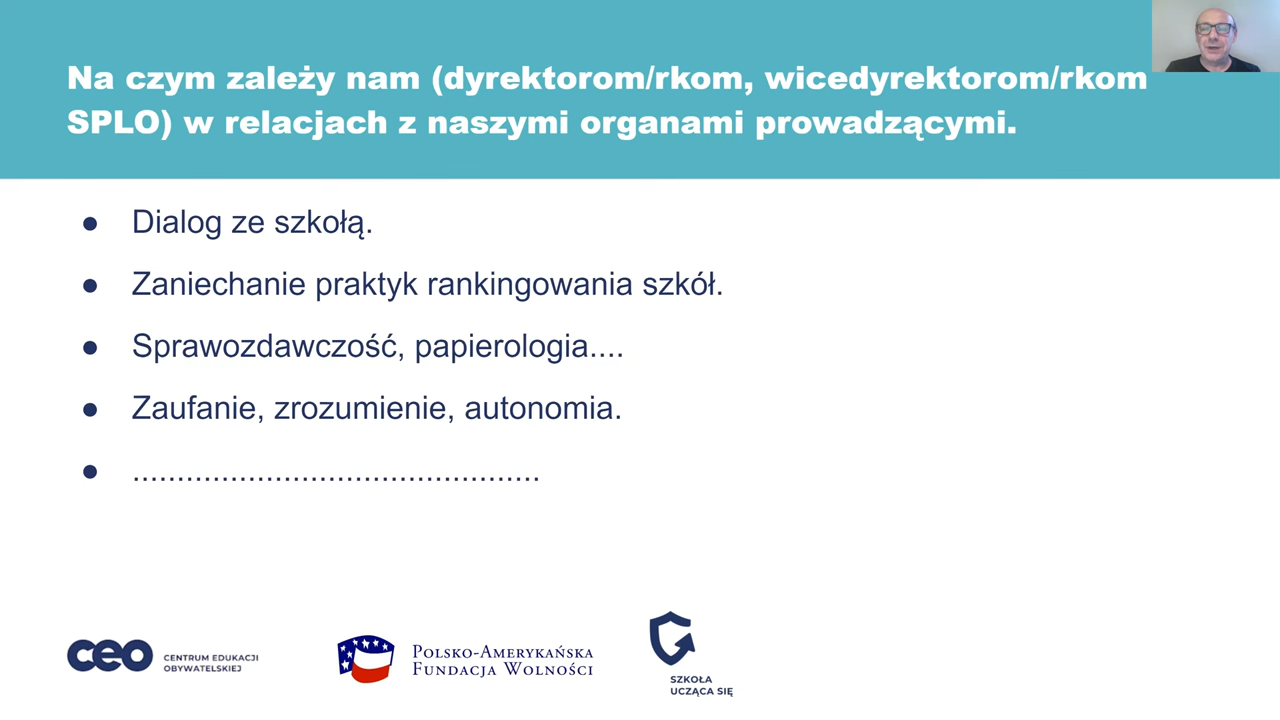 Na czym zależy nam (dyrektorom/rkom, wicedyrektorom/rkom
SPLO) w relacjach z naszymi organami prowadzącymi.
● Dialog ze szkołą.
● Zaniechanie praktyk rankingowania szkół.
● Sprawozdawczość, papierologia....
● Zaufanie, zrozumienie, autonomia.
● ..............................................
ceo CENTRUM EDUKACJI
OBYWATELSKIEJ
Polsko-Amerykańska
Fundacja Wolności
SZKOŁA
UCZĄCA SIĘ